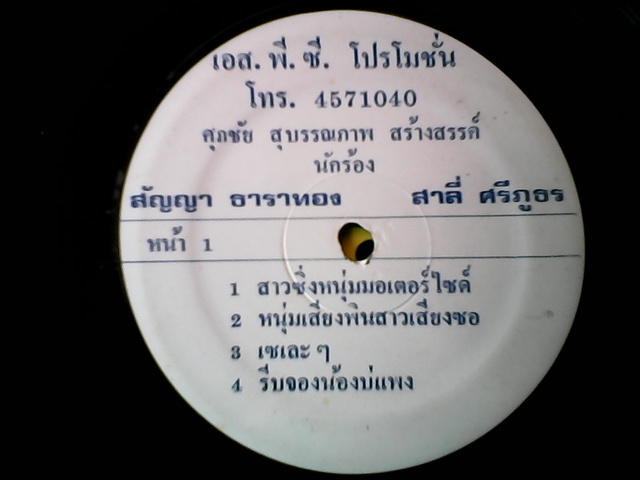 เอส. พี. ซี. โปรโมชั่น
โทร. 4571040
ศุภชัย สุบรรณภาพ สร้างสรรค์
นักร้อง
สัญญา ธาราทอง สาลี่ ศรีภูธร
หน้า 1
1 สาวซิ่งหนุ่มมอเตอร์ไซด์
2 หนุ่มเสียงพินสาวเสียงซอ
3 เซเละ ๆ
4 รีบจองน้องบ่แพง